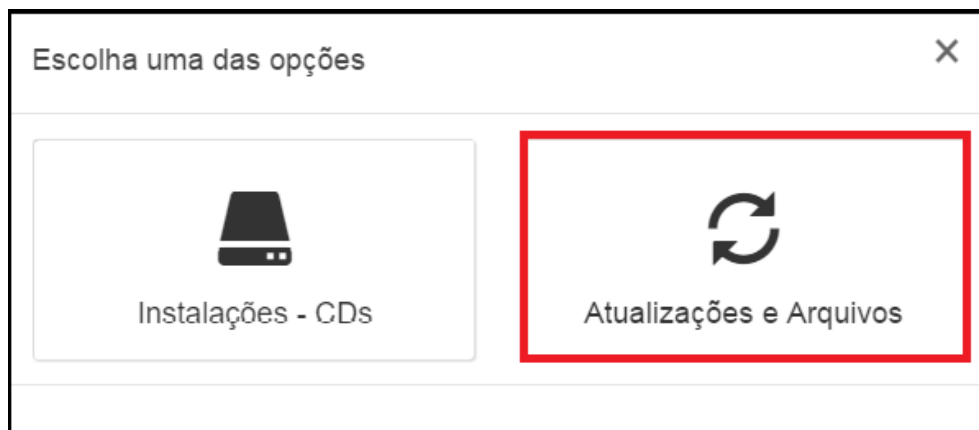 Escolha uma das opções
Instalações - CDs
Atualizações e Arquivos